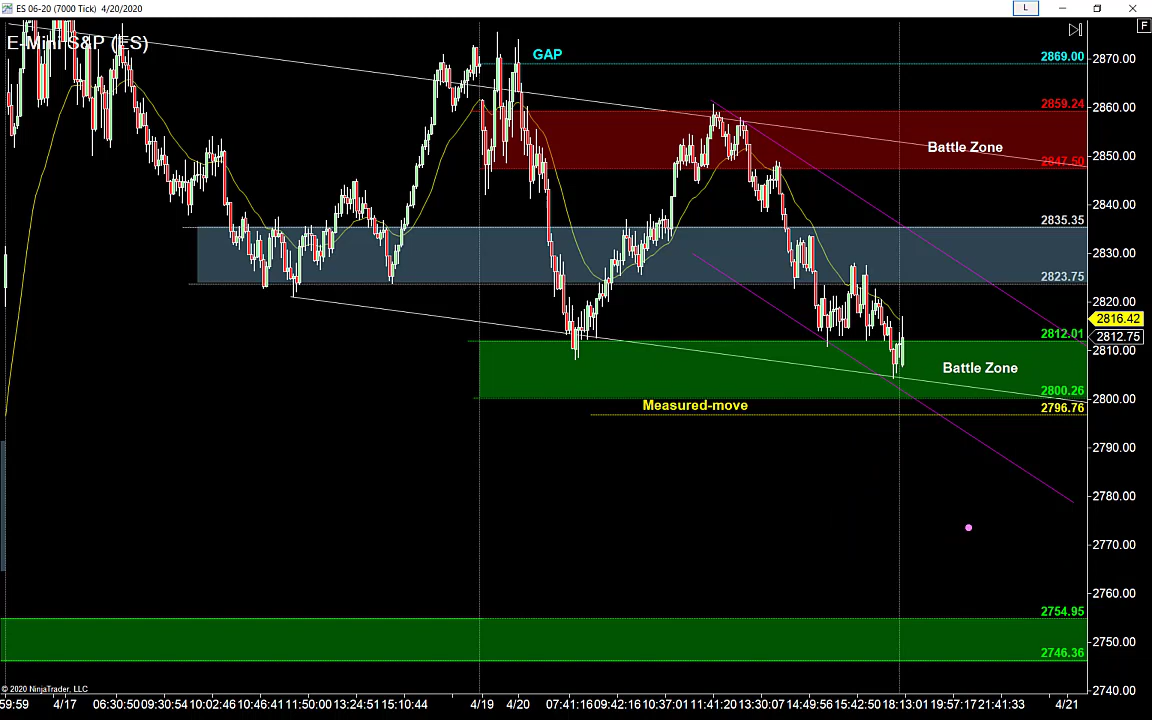 ES 06-20 (7000 Tick) 4/20/2020
L
F
E-Mini S&P (ES)
GAP
2869.00
2870.00
2859.24
2860.00
Battle Zone
2847.50
2850.00
2840.00
2835.35
2830.00
2823.75
2820.00
2816.42
2812.01
2812.75
2810.00
Battle Zone
2800.26
2800.00
Measured-move
2796.76
2790.00
2780.00
2770.00
2760.00
2754.95
2750.00
2746.36
2740.00
© 2020 NinjaTrader, LLC
59:59 4/17 06:30:50 09:30:54 10:02:46 10:46:41 11:50:00 13:24:51 15:10:44 4/19 4/20 07:41:16 09:42:16 10:37:01 11:41:20 13:30:07 14:49:56 15:42:50 18:13:01 19:57:17 21:41:33 4/21